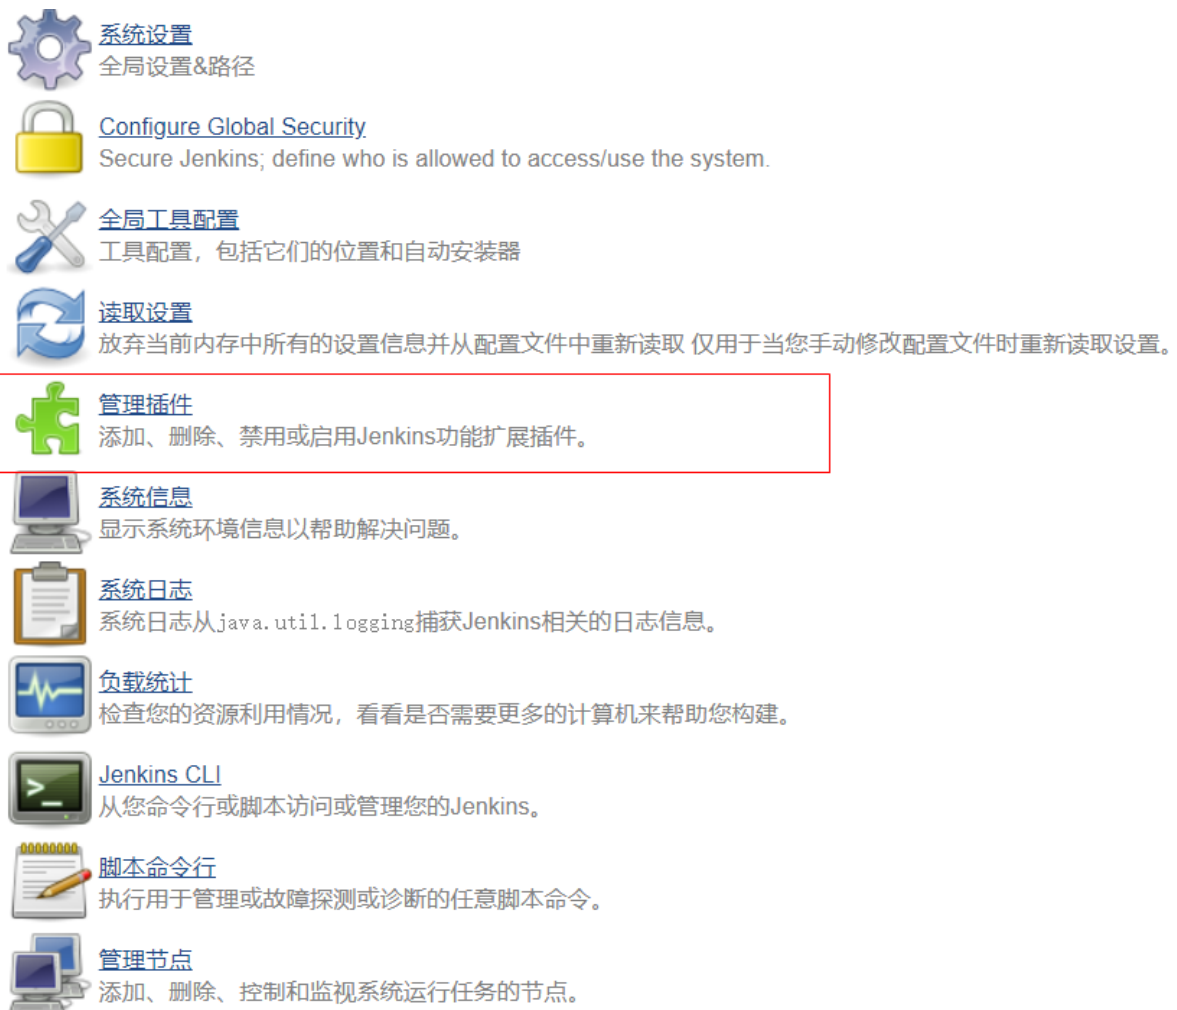 系统设置
全局设置&路径
Configure Global Security
Secure Jenkins; define who is allowed to access/use the system.
全局工具配置
工具配置，包括它们的位置和自动安装器
读取设置
放弃当前内存中所有的设置信息并从配置文件中重新读取 仅用于当您手动修改配置文件时重新读取设置。
管理插件
添加、删除、禁用或启用Jenkins功能扩展插件。
系统信息
显示系统环境信息以帮助解决问题。
系统日志
系统日志从java.util.logging捕获Jenkins相关的日志信息。
负载统计
检查您的资源利用情况，看看是否需要更多的计算机来帮助您构建。
Jenkins CLI
从您命令行或脚本访问或管理您的Jenkins。
脚本命令行
执行用于管理或故障探测或诊断的任意脚本命令。
管理节点
添加、删除、控制和监视系统运行任务的节点。